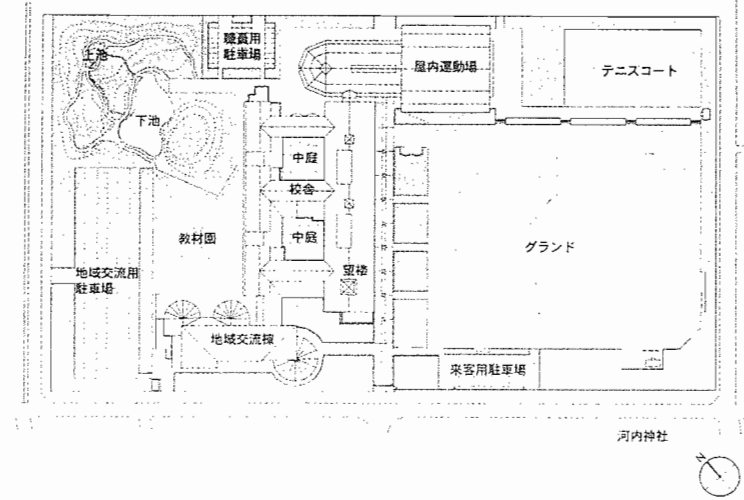 職員用
駐車場
上池
屋内運動場
テニスコート
下池
中庭
校舎
教材園
中庭
グランド
地域交流用
駐車場
望楼
地域交流棟
来客用駐車場
河内神社
N